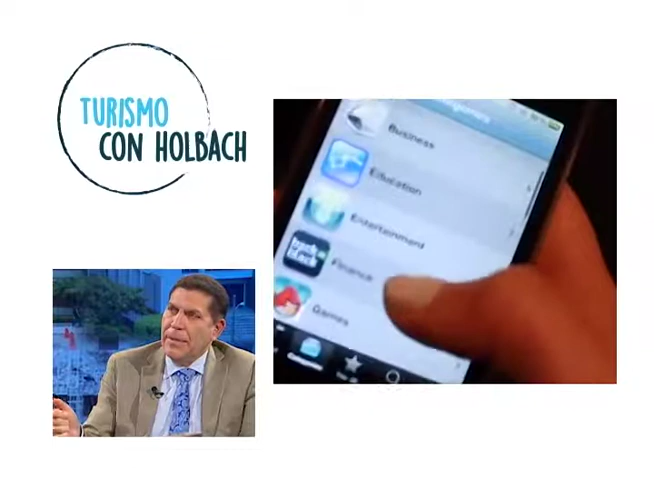 TURISMO
CON HOLBACH
Business
Education
Entertainment
Finance
Games